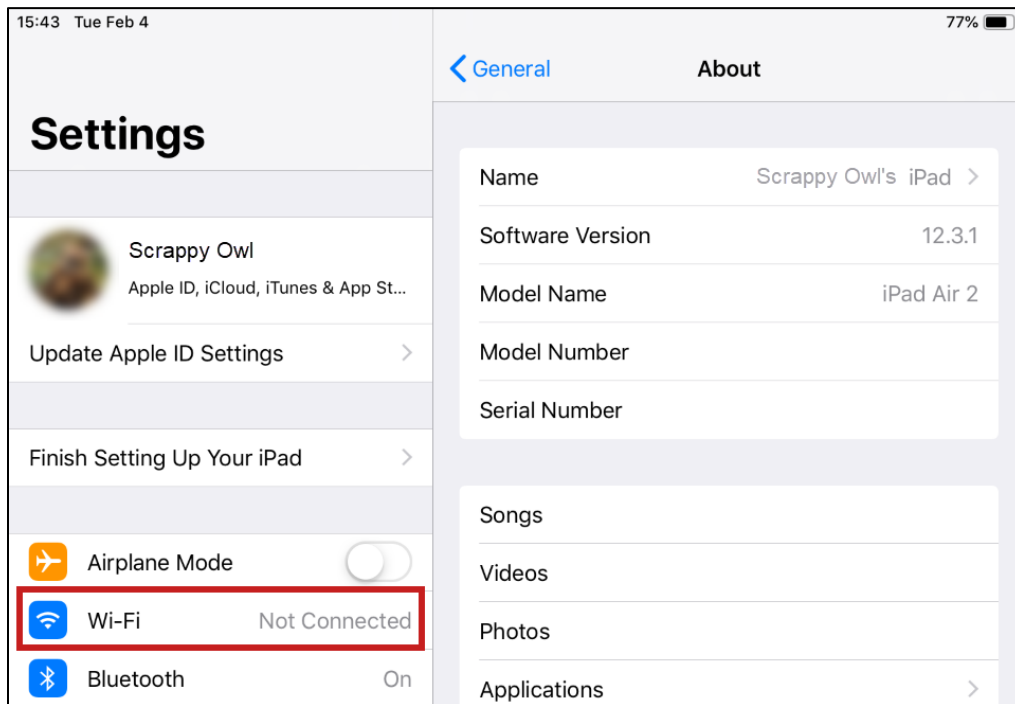 15:43 Tue Feb 4
77%
Settings
Scrappy Owl
Apple ID, iCloud, iTunes & App St...
Update Apple ID Settings
Finish Setting Up Your iPad
Airplane Mode
Wi-Fi Not Connected
Bluetooth On
General About
Name Scrappy Owl's iPad
Software Version 12.3.1
Model Name iPad Air 2
Model Number
Serial Number
Songs
Videos
Photos
Applications